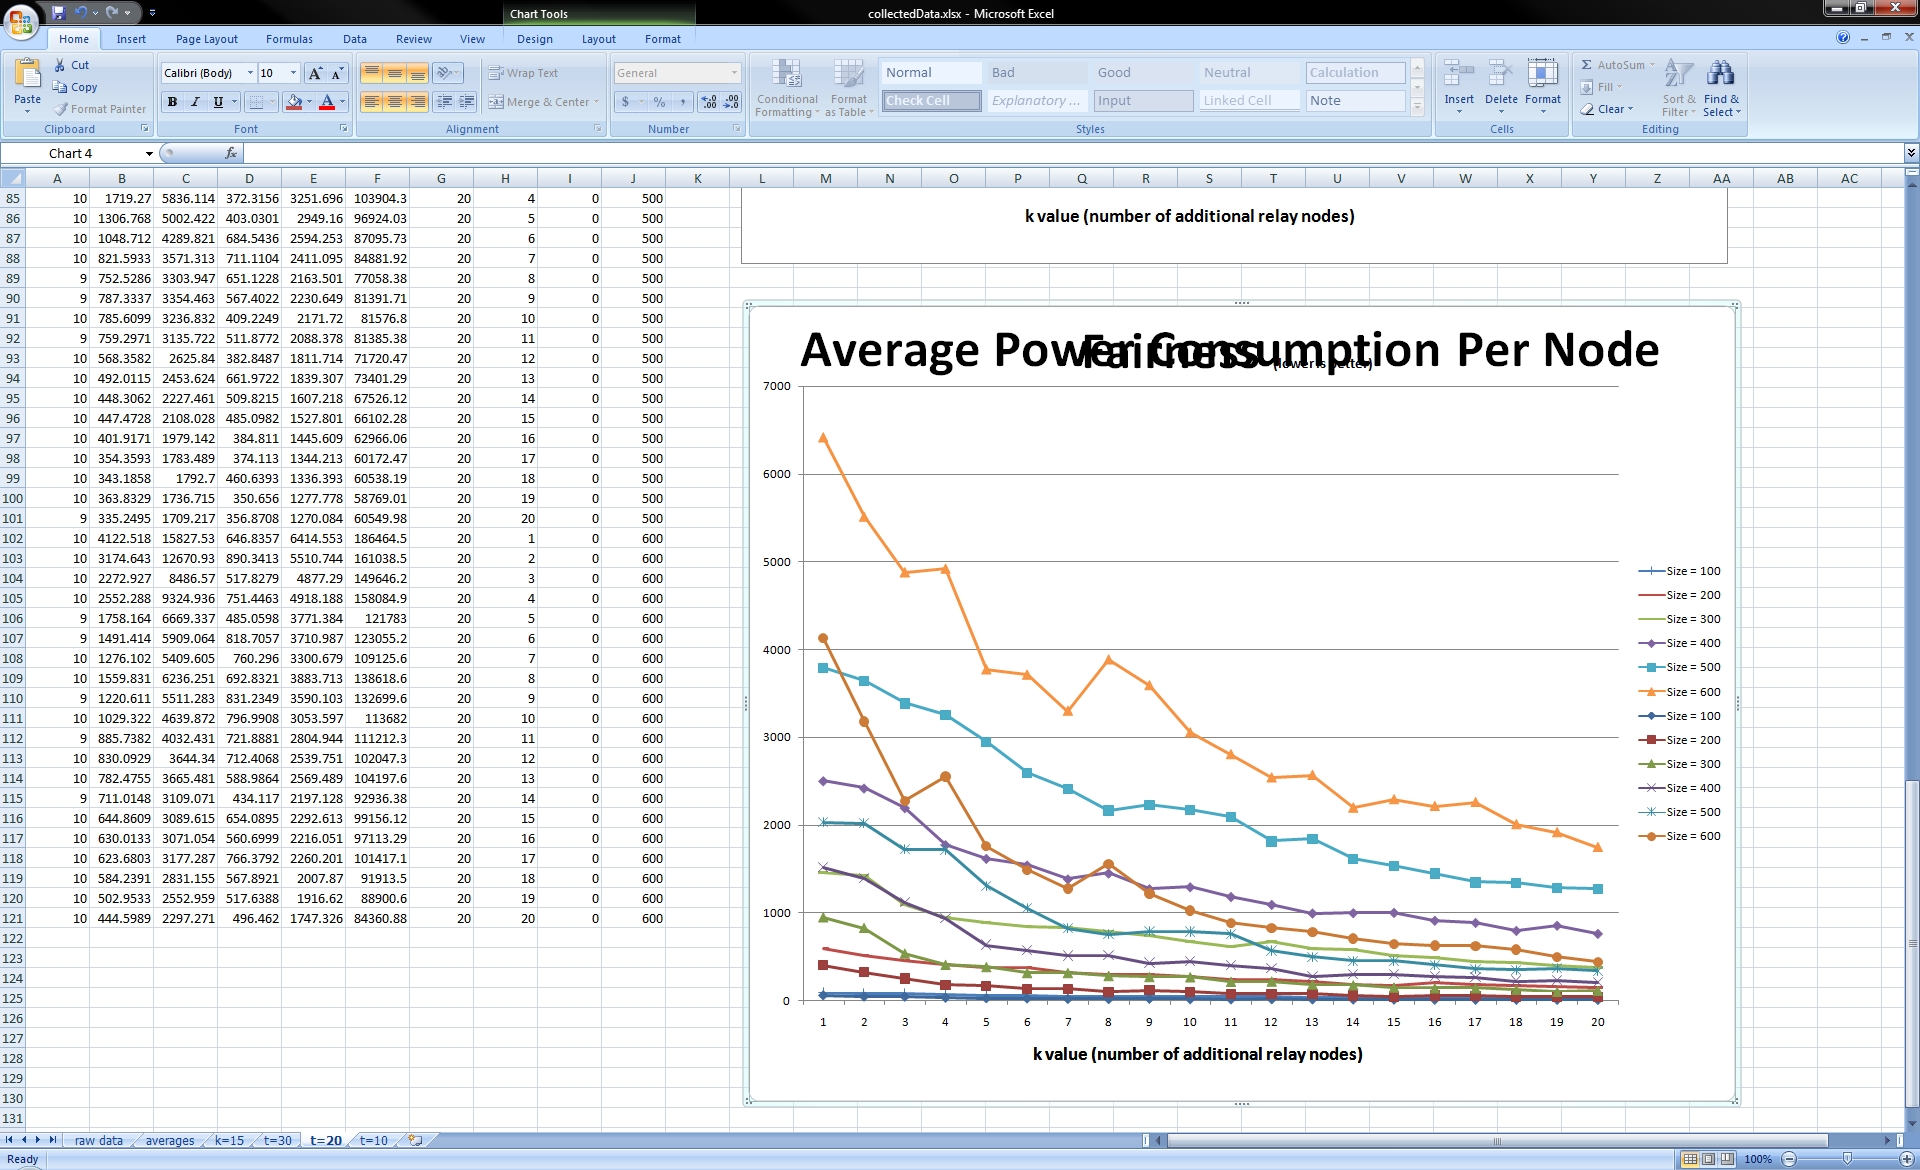 Chart Tools collectedData.xlsx - Microsoft Excel
Home Insert Page Layout Formulas Data Review View Design Layout Format
Paste Cut Copy Format Painter
Calibri (Body) 10
B I U
Wrap Text
Merge & Center
General
$ % ,
Conditional Formatting Format as Table
Normal Bad Good Neutral Calculation
Check Cell Explanatory ... Input Linked Cell Note
Insert Delete Format
AutoSum Fill Clear
Sort & Filter Find & Select
Clipboard Font Alignment Number Styles Cells Editing
Chart 4 fx
A B C D E F G H I J K L M N O P Q R S T U V W X Y Z AA AB AC
85 10 1719.27 5836.114 372.3156 3251.696 103904.3 20 4 0 500
86 10 1306.768 5002.422 403.0301 2949.16 96924.03 20 5 0 500
87 10 1048.712 4289.821 684.5436 2594.253 87095.73 20 6 0 500
88 10 821.5933 3571.313 711.1104 2411.095 84881.92 20 7 0 500
89 9 752.5286 3303.947 651.1228 2163.501 77058.38 20 8 0 500
90 9 787.3337 3354.463 567.4022 2230.649 81391.71 20 9 0 500
91 10 785.6099 3236.832 409.2249 2171.72 81576.8 20 10 0 500
92 10 759.2971 3135.722 511.8772 2088.378 81385.38 20 11 0 500
93 10 568.3582 2625.84 382.8487 1811.714 71720.47 20 12 0 500
94 10 492.0115 2453.624 661.9722 1839.307 73401.29 20 13 0 500
95 10 448.3062 2227.461 509.8215 1607.218 67526.12 20 14 0 500
96 10 447.4728 2108.028 485.0982 1527.801 66102.28 20 15 0 500
97 10 401.9171 1979.142 384.811 1445.609 62966.06 20 16 0 500
98 10 354.3593 1783.489 374.113 1344.213 60172.47 20 17 0 500
99 10 343.1858 1792.7 460.6393 1336.393 60538.19 20 18 0 500
100 10 363.8329 1736.715 350.656 1277.778 58769.01 20 19 0 500
101 9 335.2495 1709.217 356.8708 1270.084 60549.98 20 20 0 500
102 10 4122.518 15827.53 646.8357 6414.553 186464.5 20 1 0 600
103 10 3174.643 12670.93 890.3413 5510.744 161038.5 20 2 0 600
104 10 2272.927 8486.57 517.8279 4877.29 149646.2 20 3 0 600
105 10 2552.288 9324.936 751.4463 4918.188 158084.9 20 4 0 600
106 9 1758.164 6669.337 485.0598 3771.384 121783 20 5 0 600
107 9 1491.414 5909.064 818.7057 3710.987 123055.2 20 6 0 600
108 10 1276.102 5409.605 760.296 3300.679 109125.6 20 7 0 600
109 10 1559.831 6236.251 692.8321 3883.713 138618.6 20 8 0 600
110 9 1220.611 5511.283 831.2349 3590.103 132699.6 20 9 0 600
111 10 1029.322 4639.872 796.9908 3053.597 113682 20 10 0 600
112 9 885.7382 4032.431 721.8881 2804.944 111212.3 20 11 0 600
113 10 830.0929 3644.34 712.4068 2539.751 102047.3 20 12 0 600
114 10 782.4755 3665.481 588.9864 2569.489 104197.6 20 13 0 600
115 9 711.0148 3109.071 434.117 2197.128 92936.38 20 14 0 600
116 10 644.8609 3089.615 654.0895 2292.613 99156.12 20 15 0 600
117 10 630.0133 3071.054 560.6999 2216.051 97113.29 20 16 0 600
118 10 623.6803 3177.287 766.3792 2260.201 101417.1 20 17 0 600
119 10 584.2391 2831.155 567.8921 2007.87 91913.5 20 18 0 600
120 10 502.9533 2552.959 517.6388 1916.62 88900.6 20 19 0 600
121 10 444.5989 2297.271 496.462 1747.326 84360.88 20 20 0 600
122
123
124
125
126
127
128
129
130
131
k value (number of additional relay nodes)
Average Power Consumption Per Node
Fairness (lower is better)
7000
6000
5000
4000
3000
2000
1000
0
1 2 3 4 5 6 7 8 9 10 11 12 13 14 15 16 17 18 19 20
k value (number of additional relay nodes)
Size = 100
Size = 200
Size = 300
Size = 400
Size = 500
Size = 600
Size = 100
Size = 200
Size = 300
Size = 400
Size = 500
Size = 600
raw data averages k=15 t=30 t=20 t=10
Ready 100%